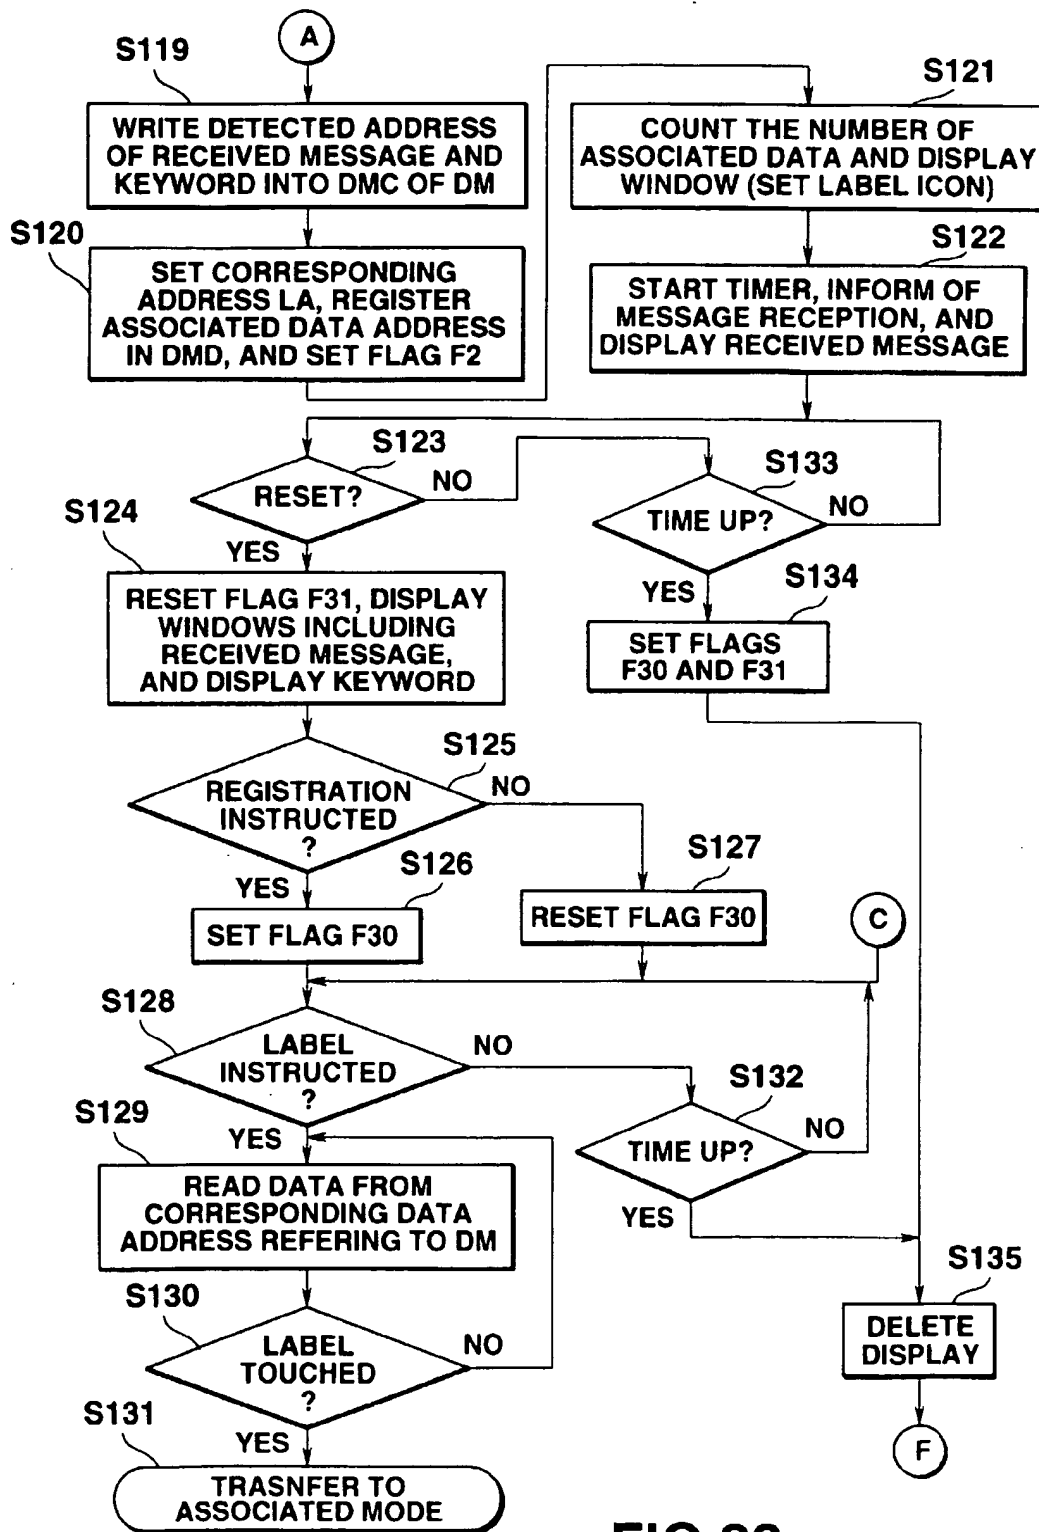 A
S119
WRITE DETECTED ADDRESS
OF RECEIVED MESSAGE AND
KEYWORD INTO DMC OF DM
S120
SET CORRESPONDING
ADDRESS LA, REGISTER
ASSOCIATED DATA ADDRESS
IN DMD, AND SET FLAG F2
S121
COUNT THE NUMBER OF
ASSOCIATED DATA AND DISPLAY
WINDOW (SET LABEL ICON)
S122
START TIMER, INFORM OF
MESSAGE RECEPTION, AND
DISPLAY RECEIVED MESSAGE
S123
RESET?
NO
YES
S133
TIME UP?
NO
YES
S134
SET FLAGS
F30 AND F31
S124
RESET FLAG F31, DISPLAY
WINDOWS INCLUDING
RECEIVED MESSAGE,
AND DISPLAY KEYWORD
S125
REGISTRATION
INSTRUCTED
?
NO
YES
S126
SET FLAG F30
S127
RESET FLAG F30
C
S128
LABEL
INSTRUCTED
?
NO
YES
S132
TIME UP?
NO
YES
S129
READ DATA FROM
CORRESPONDING DATA
ADDRESS REFERING TO DM
S130
LABEL
TOUCHED
?
NO
YES
S131
TRASNFER TO
ASSOCIATED MODE
S135
DELETE
DISPLAY
F